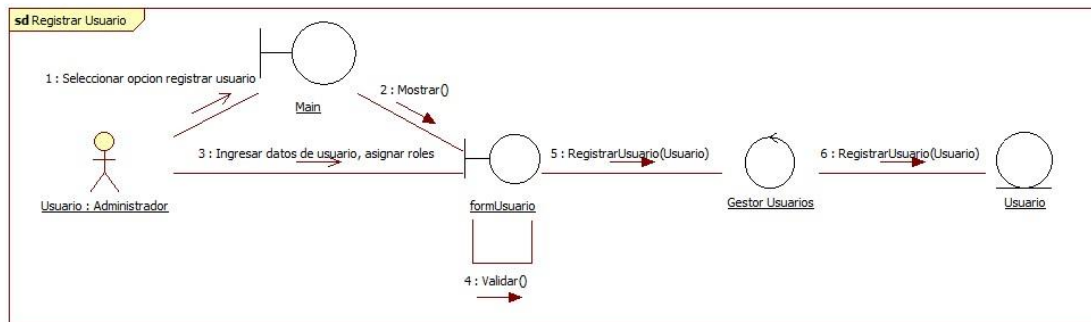 sd Registrar Usuario
1 : Seleccionar opcion registrar usuario
Main
2 : Mostrar()
3 : Ingresar datos de usuario, asignar roles
5 : RegistrarUsuario(Usuario)
6 : RegistrarUsuario(Usuario)
Usuario : Administrador
formUsuario
Gestor Usuarios
Usuario
4 : Validar()